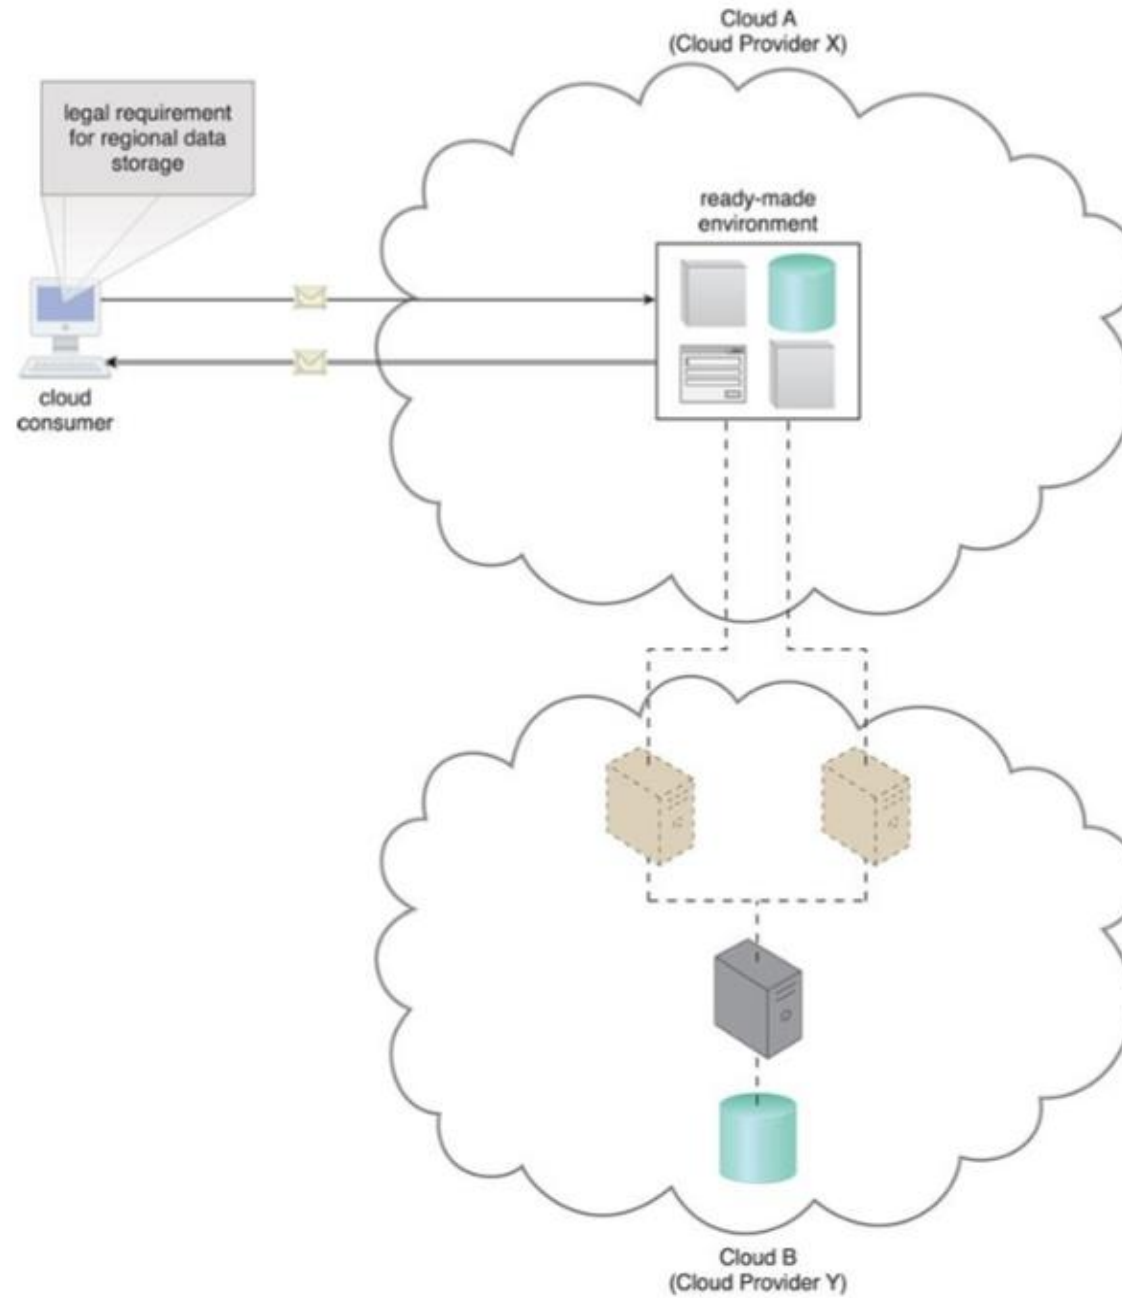 Cloud A
(Cloud Provider X)
legal requirement
for regional data
storage
ready-made
environment
cloud
consumer
Cloud B
(Cloud Provider Y)